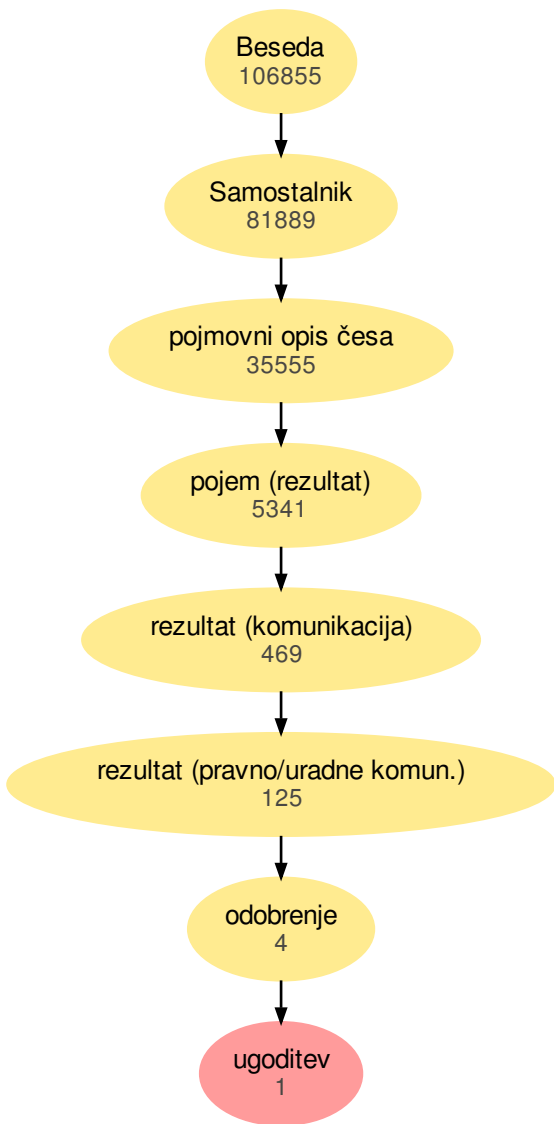 Beseda
106855
Samostalnik
81889
pojmovni opis česa
35555
pojem (rezultat)
5341
rezultat (komunikacija)
469
rezultat (pravno/uradne komun.)
125
odobrenje
4
ugoditev
1